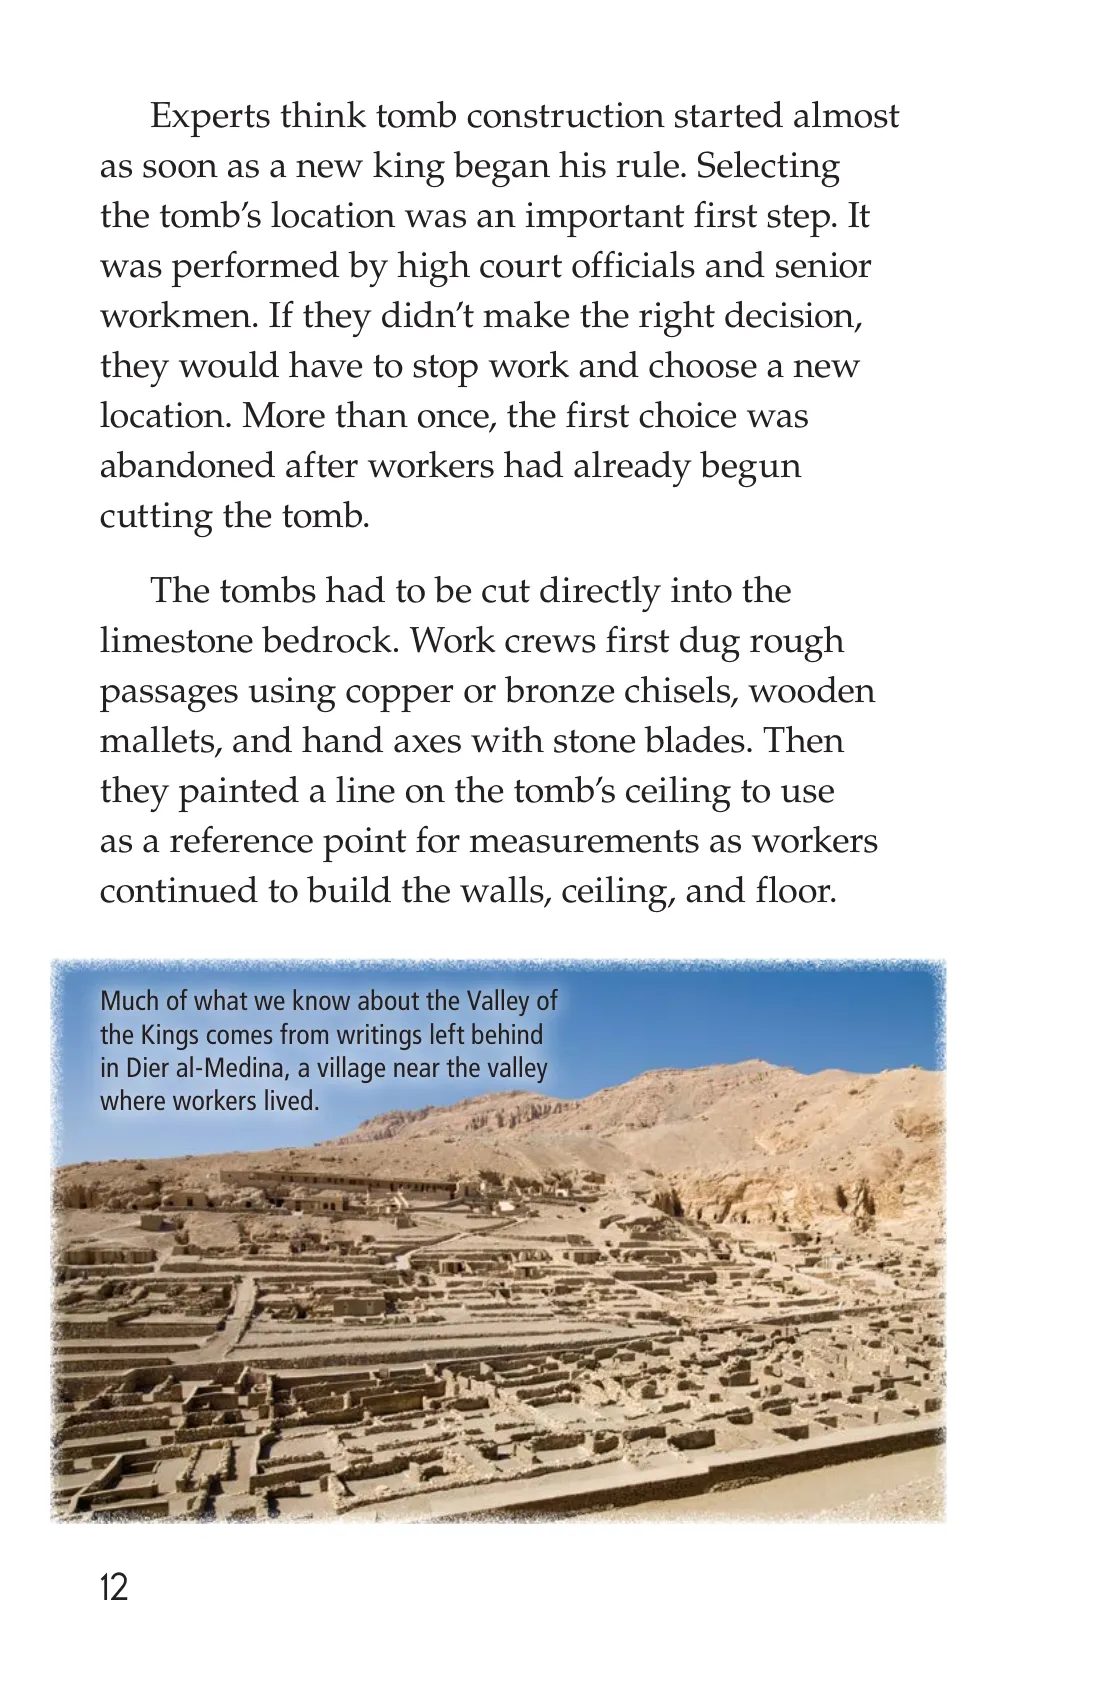 Experts think tomb construction started almost
as soon as a new king began his rule. Selecting
the tomb’s location was an important first step. It
was performed by high court officials and senior
workmen. If they didn’t make the right decision,
they would have to stop work and choose a new
location. More than once, the first choice was
abandoned after workers had already begun
cutting the tomb.
The tombs had to be cut directly into the
limestone bedrock. Work crews first dug rough
passages using copper or bronze chisels, wooden
mallets, and hand axes with stone blades. Then
they painted a line on the tomb’s ceiling to use
as a reference point for measurements as workers
continued to build the walls, ceiling, and floor.
Much of what we know about the Valley of
the Kings comes from writings left behind
in Dier al-Medina, a village near the valley
where workers lived.
12